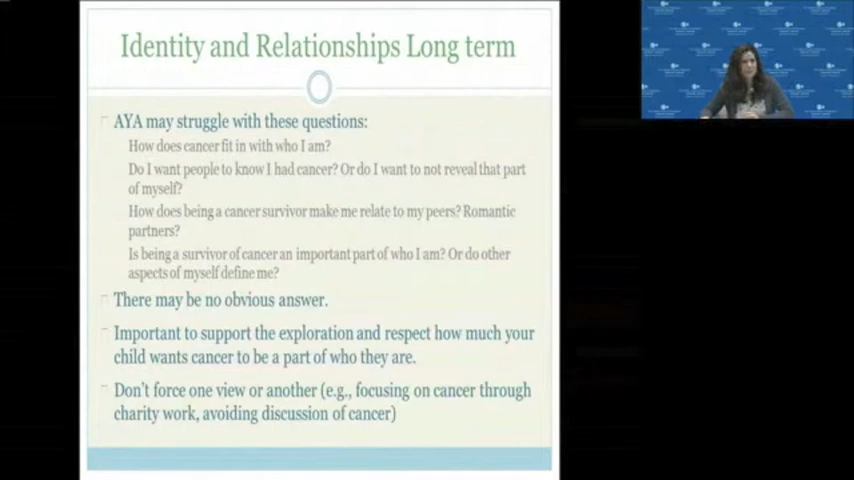 Identity and Relationships Long term
AYA may struggle with these questions:
How does cancer fit in with who I am?
Do I want people to know I had cancer? Or do I want to not reveal that part
of myself?
How does being a cancer survivor make me relate to my peers? Romantic
partners?
Is being a survivor of cancer an important part of who I am? Or do other
aspects of myself define me?
There may be no obvious answer.
Important to support the exploration and respect how much your
child wants cancer to be a part of who they are.
Don't force one view or another (e.g., focusing on cancer through
charity work, avoiding discussion of cancer)